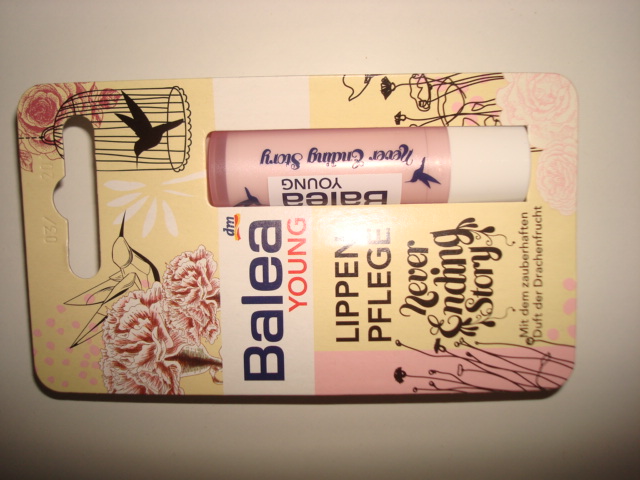 dm
Balea
YOUNG
LIPPEN
PFLEGE
Never
Ending
Story
Mit dem zauberhaften
Duft der Drachenfrucht
Never Ending Story
Balea
YOUNG